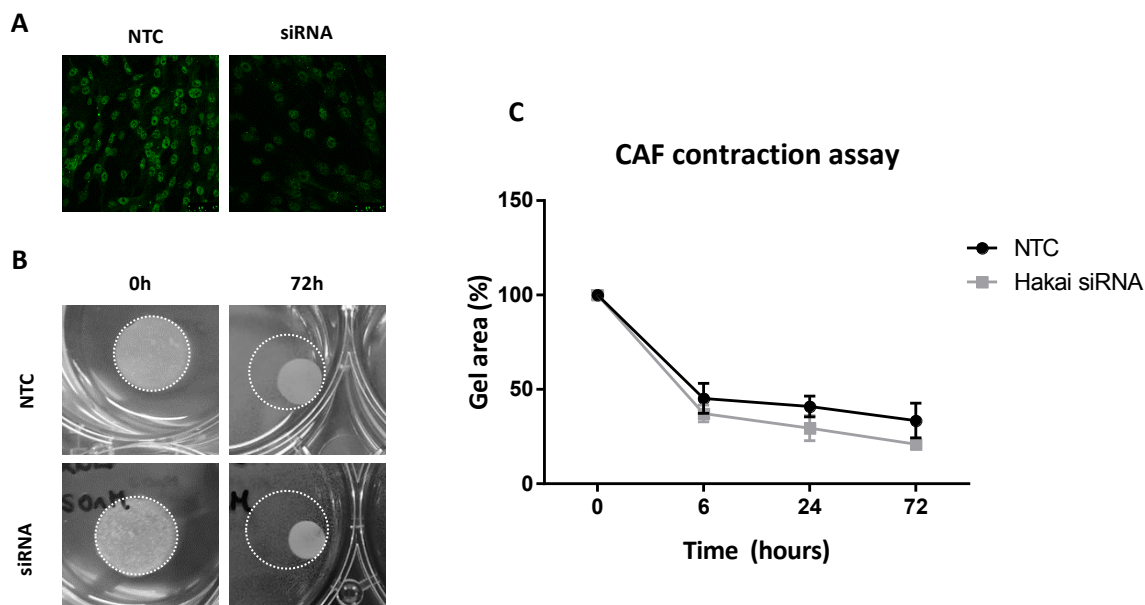 A
NTC
siRNA
B
0h
72h
NTC
siRNA
50nM
M
C
CAF contraction assay
150
100
50
0
Gel area (%)
0
6
24
72
Time (hours)
NTC
Hakai siRNA